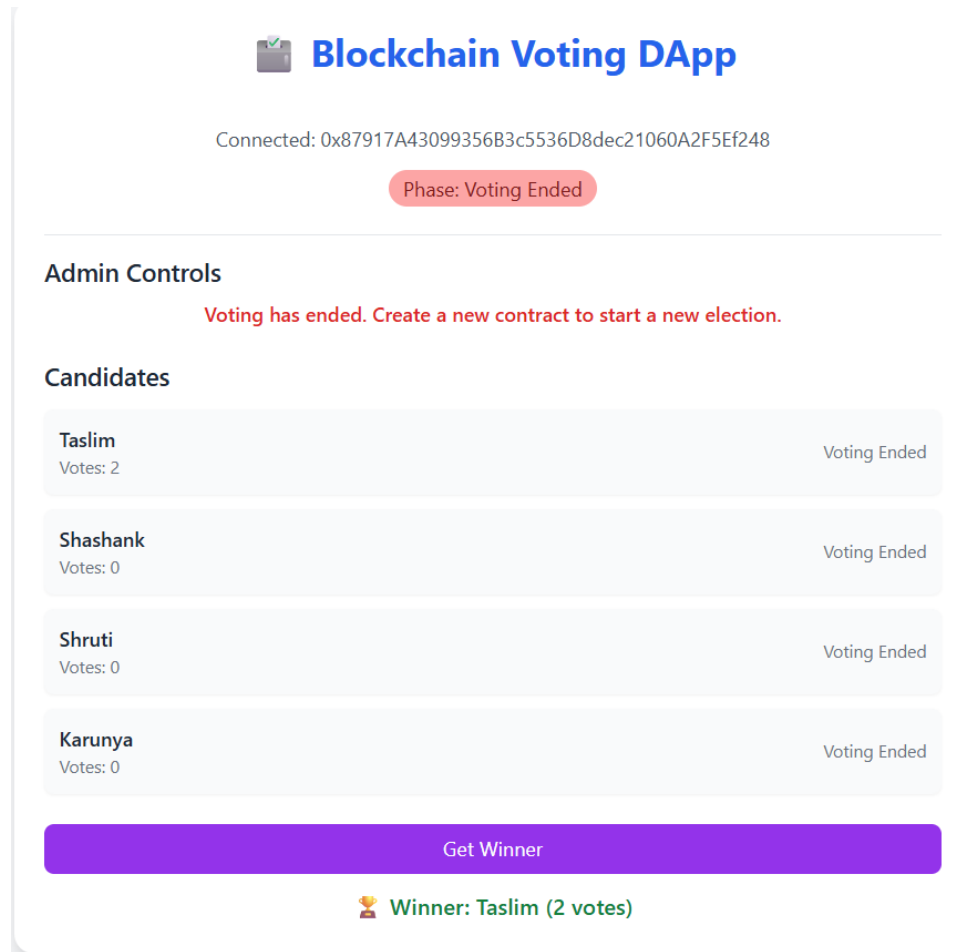 Blockchain Voting DApp
Connected: 0x87917A43099356B3c5536D8dec21060A2F5Ef248
Phase: Voting Ended
Admin Controls
Voting has ended. Create a new contract to start a new election.
Candidates
Taslim
Votes: 2
Voting Ended
Shashank
Votes: 0
Voting Ended
Shruti
Votes: 0
Voting Ended
Karunya
Votes: 0
Voting Ended
Get Winner
Winner: Taslim (2 votes)